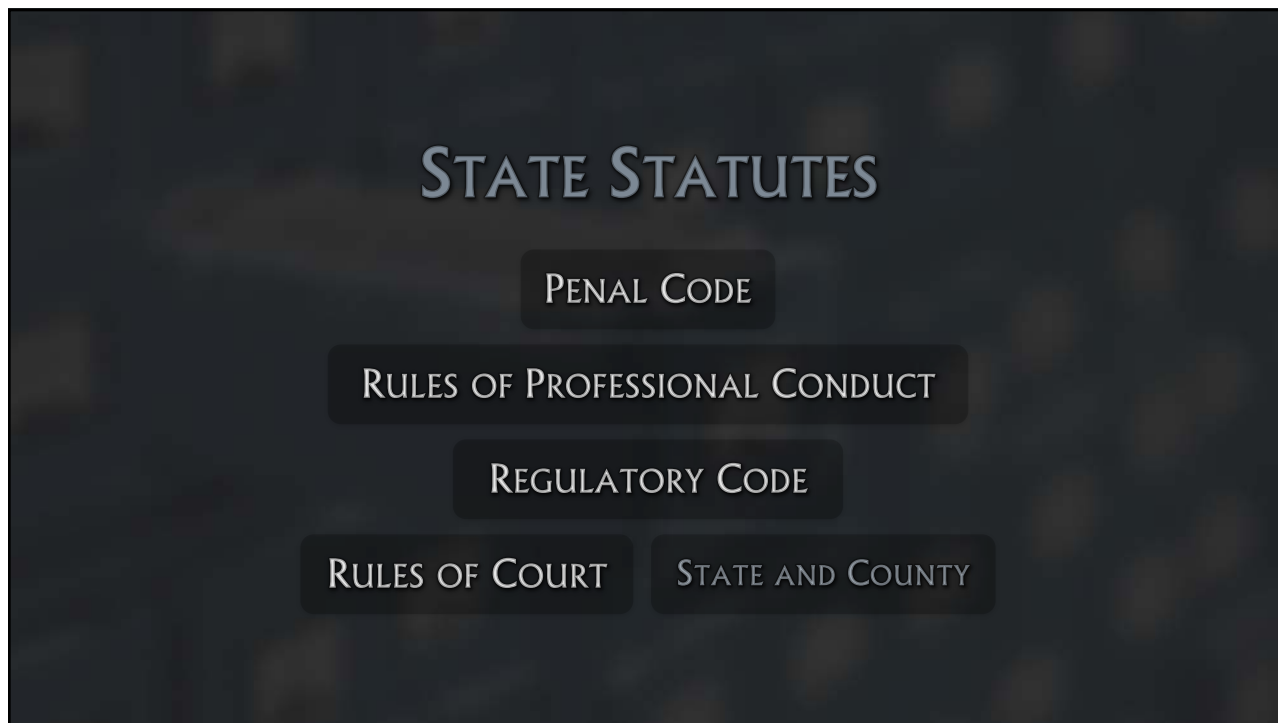 State Statutes
Penal Code
Rules of Professional Conduct
Regulatory Code
Rules of Court State and County